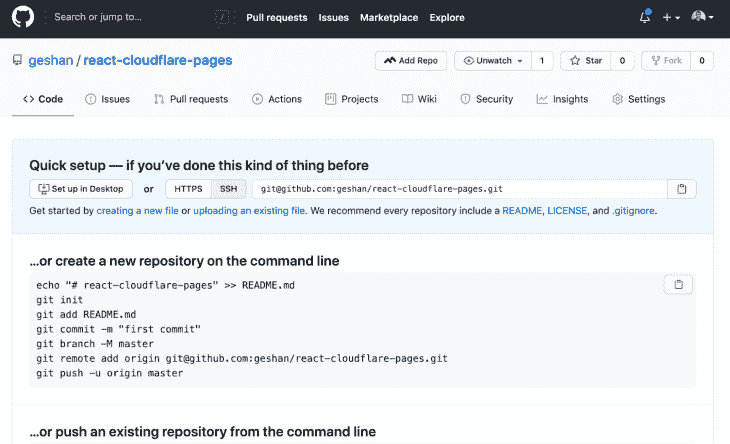 Search or jump to... /
Pull requests Issues Marketplace Explore
geshan / react-cloudflare-pages
Add Repo Unwatch 1 Star 0 Fork 0
Code Issues Pull requests Actions Projects Wiki Security Insights Settings
Quick setup — if you’ve done this kind of thing before
Set up in Desktop or HTTPS SSH git@github.com:geshan/react-cloudflare-pages.git
Get started by creating a new file or uploading an existing file. We recommend every repository include a README, LICENSE, and .gitignore.
…or create a new repository on the command line
echo "# react-cloudflare-pages" >> README.md
git init
git add README.md
git commit -m "first commit"
git branch -M master
git remote add origin git@github.com:geshan/react-cloudflare-pages.git
git push -u origin master
…or push an existing repository from the command line